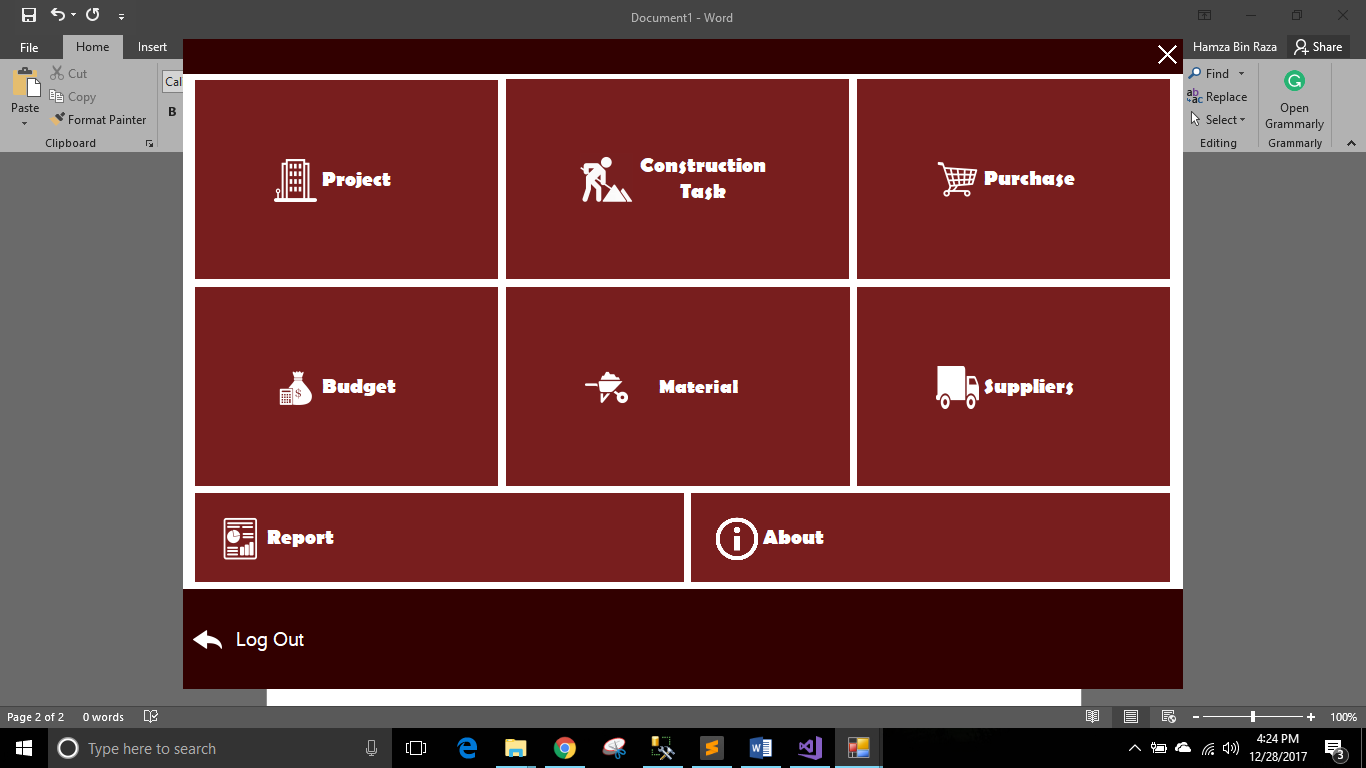 Document1 - Word
File Home Insert Hamza Bin Raza Share
Cut
Copy
Format Painter
Paste
Clipboard
Cal
B
Find
Replace
Select
Editing
Open
Grammarly
Grammarly
Project
Construction
Task
Purchase
Budget
Material
Suppliers
Report
About
Log Out
Page 2 of 2 0 words 100%
Type here to search
4:24 PM
12/28/2017
3